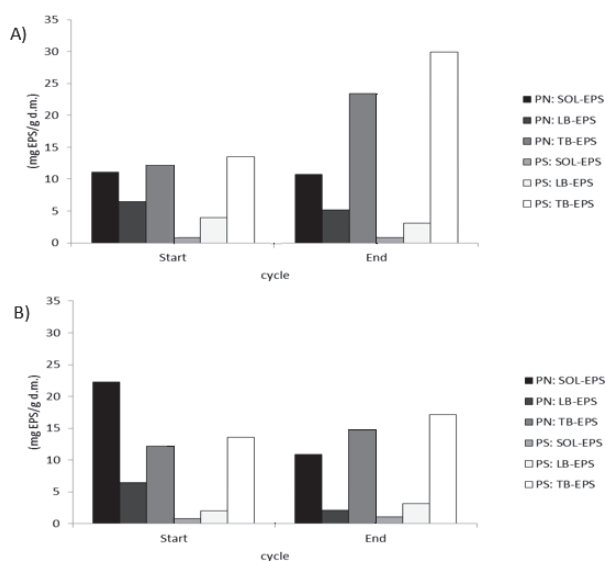 A)
(mg EPS/g d.m.)
35
30
25
20
15
10
5
0
Start
End
cycle
PN: SOL-EPS
PN: LB-EPS
PN: TB-EPS
PS: SOL-EPS
PS: LB-EPS
PS: TB-EPS
B)
(mg EPS/g d.m.)
35
30
25
20
15
10
5
0
Start
End
cycle
PN: SOL-EPS
PN: LB-EPS
PN: TB-EPS
PS: SOL-EPS
PS: LB-EPS
PS: TB-EPS